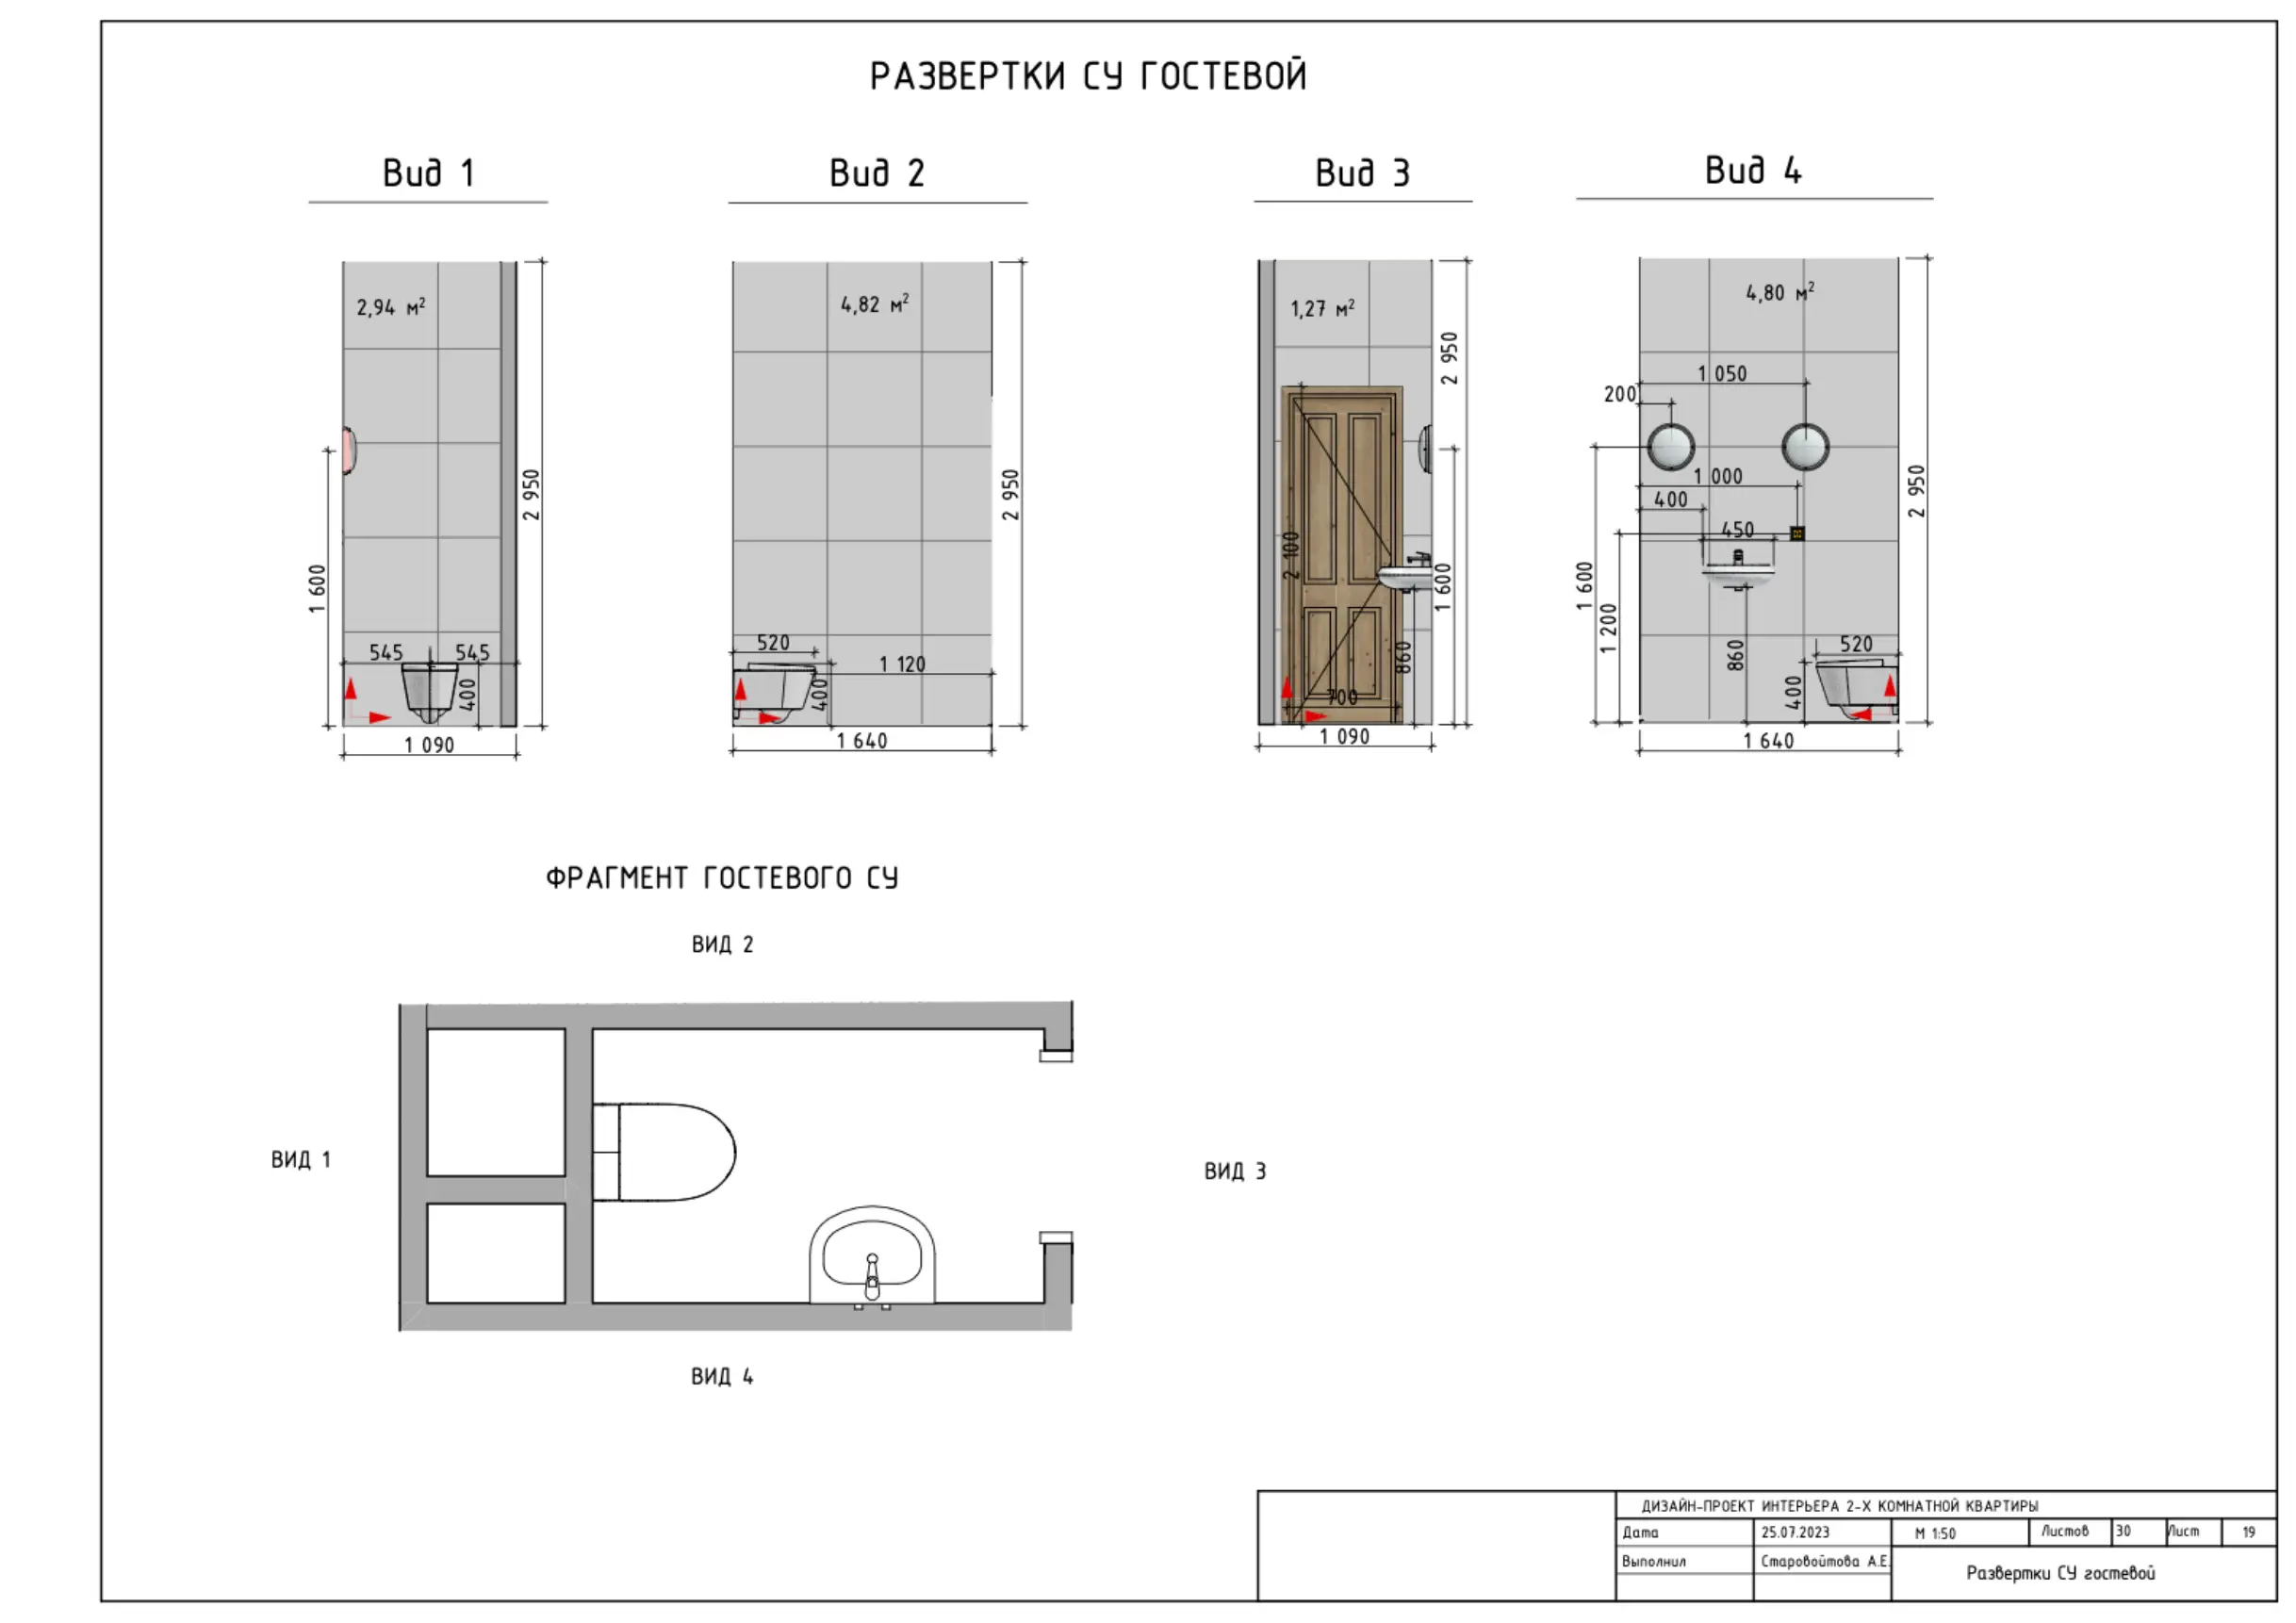 РАЗВЕРТКИ СУ ГОСТЕВОЙ
Вид 1
Вид 2
Вид 3
Вид 4
2,94 м²
2 950
1 600
545
545
400
1 090
4,82 м²
2 950
520
1 120
400
1 640
1,27 м²
2 950
2 100
1 600
860
700
1 090
4,80 м²
1 050
200
1 000
400
450
2 950
1 600
1 200
860
520
400
1 640
ФРАГМЕНТ ГОСТЕВОГО СУ
ВИД 2
ВИД 1
ВИД 3
ВИД 4
ДИЗАЙН-ПРОЕКТ ИНТЕРЬЕРА 2-Х КОМНАТНОЙ КВАРТИРЫ
Дата 25.07.2023 М 1:50 Листов 30 Лист 19
Выполнил Старовойтова А.Е.
Развертки СУ гостевой